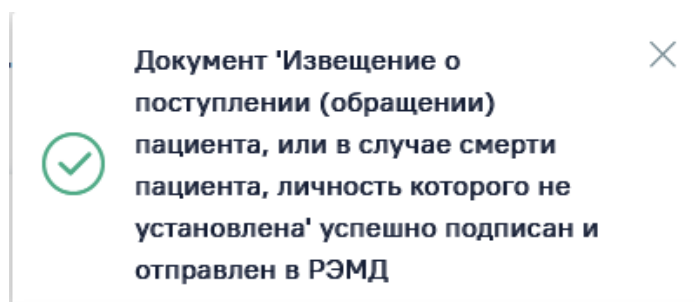 Документ 'Извещение о
поступлении (обращении)
пациента, или в случае смерти
пациента, личность которого не
установлена' успешно подписан и
отправлен в РЭМД